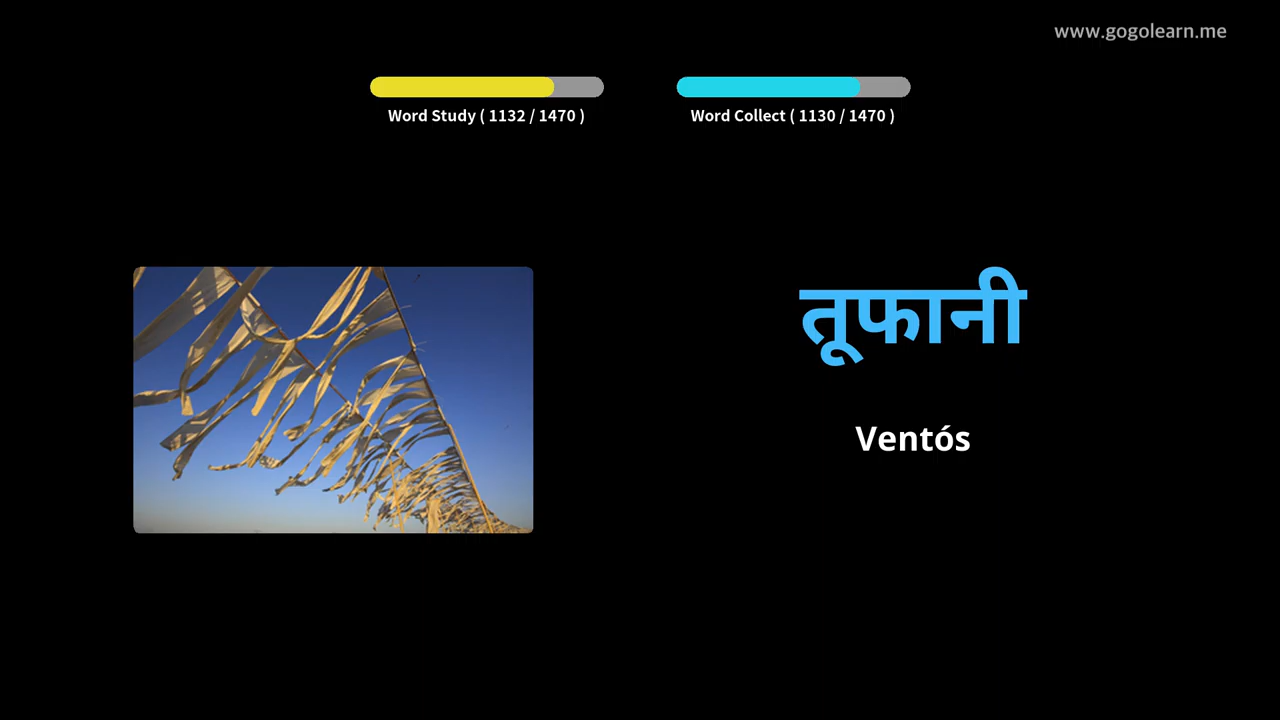 www.gogolearn.me
Word Study ( 1132 / 1470 )
Word Collect ( 1130 / 1470 )
तूफानी
Ventós